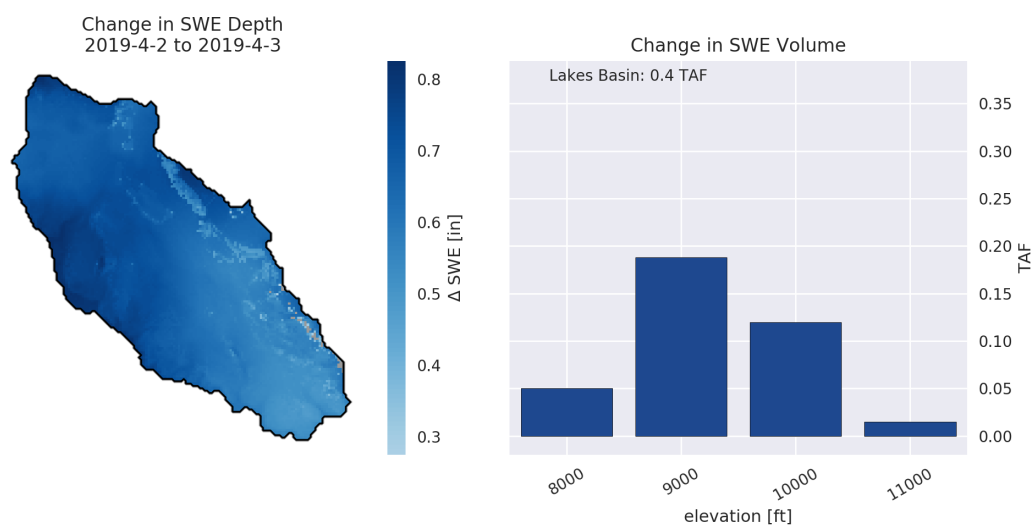 Change in SWE Depth
2019-4-2 to 2019-4-3
0.8
0.7
0.6
0.5
0.4
0.3
Δ SWE [in]
Change in SWE Volume
Lakes Basin: 0.4 TAF
0.35
0.30
0.25
0.20
0.15
0.10
0.05
0.00
TAF
8000
9000
10000
11000
elevation [ft]